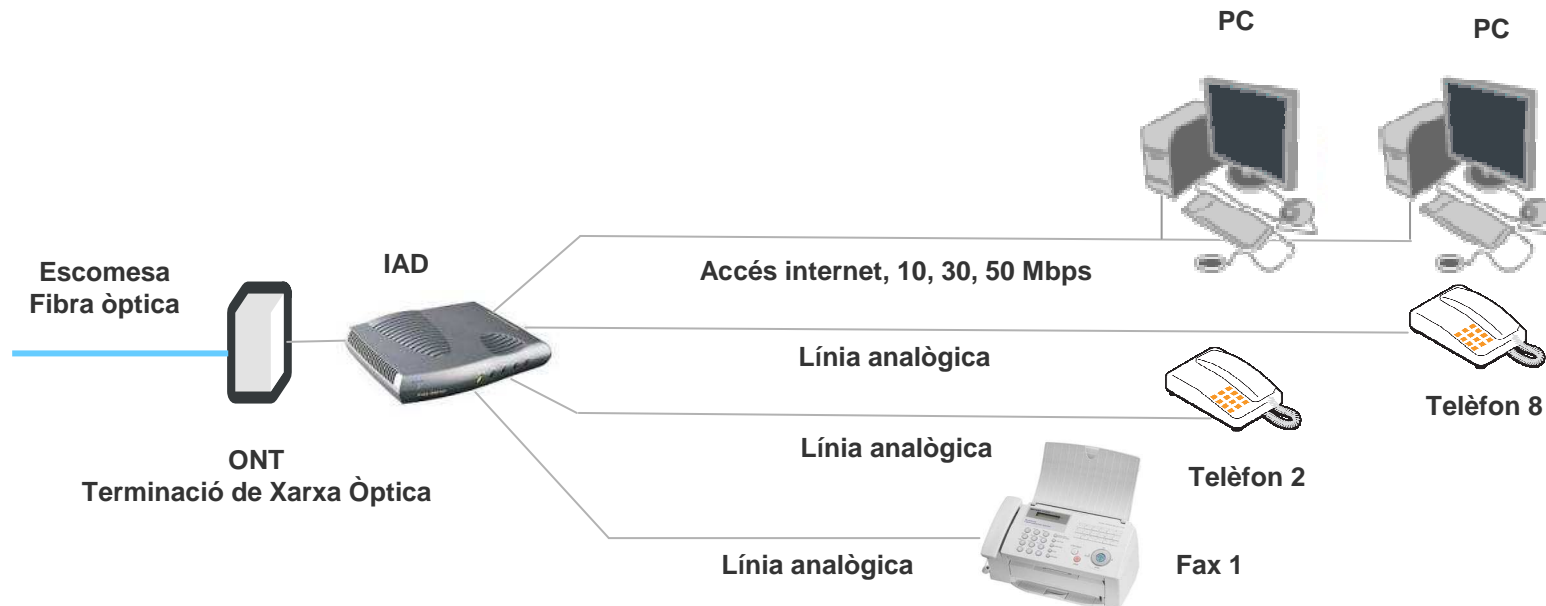 PC
PC
Escomesa
Fibra òptica
IAD
Accés internet, 10, 30, 50 Mbps
Línia analògica
Telèfon 8
ONT
Terminació de Xarxa Òptica
Línia analògica
Telèfon 2
Línia analògica
Fax 1